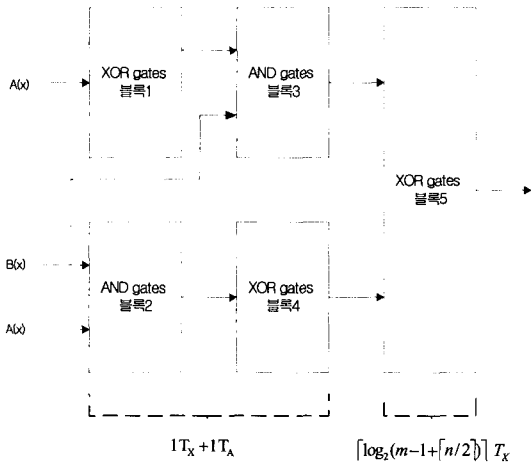 A(x)
XOR gates
블록1
AND gates
블록3
XOR gates
블록5
B(x)
A(x)
AND gates
블록2
XOR gates
블록4
1T_X + 1T_A
⌈log₂(m-1+⌈n/2⌉)⌉ T_X